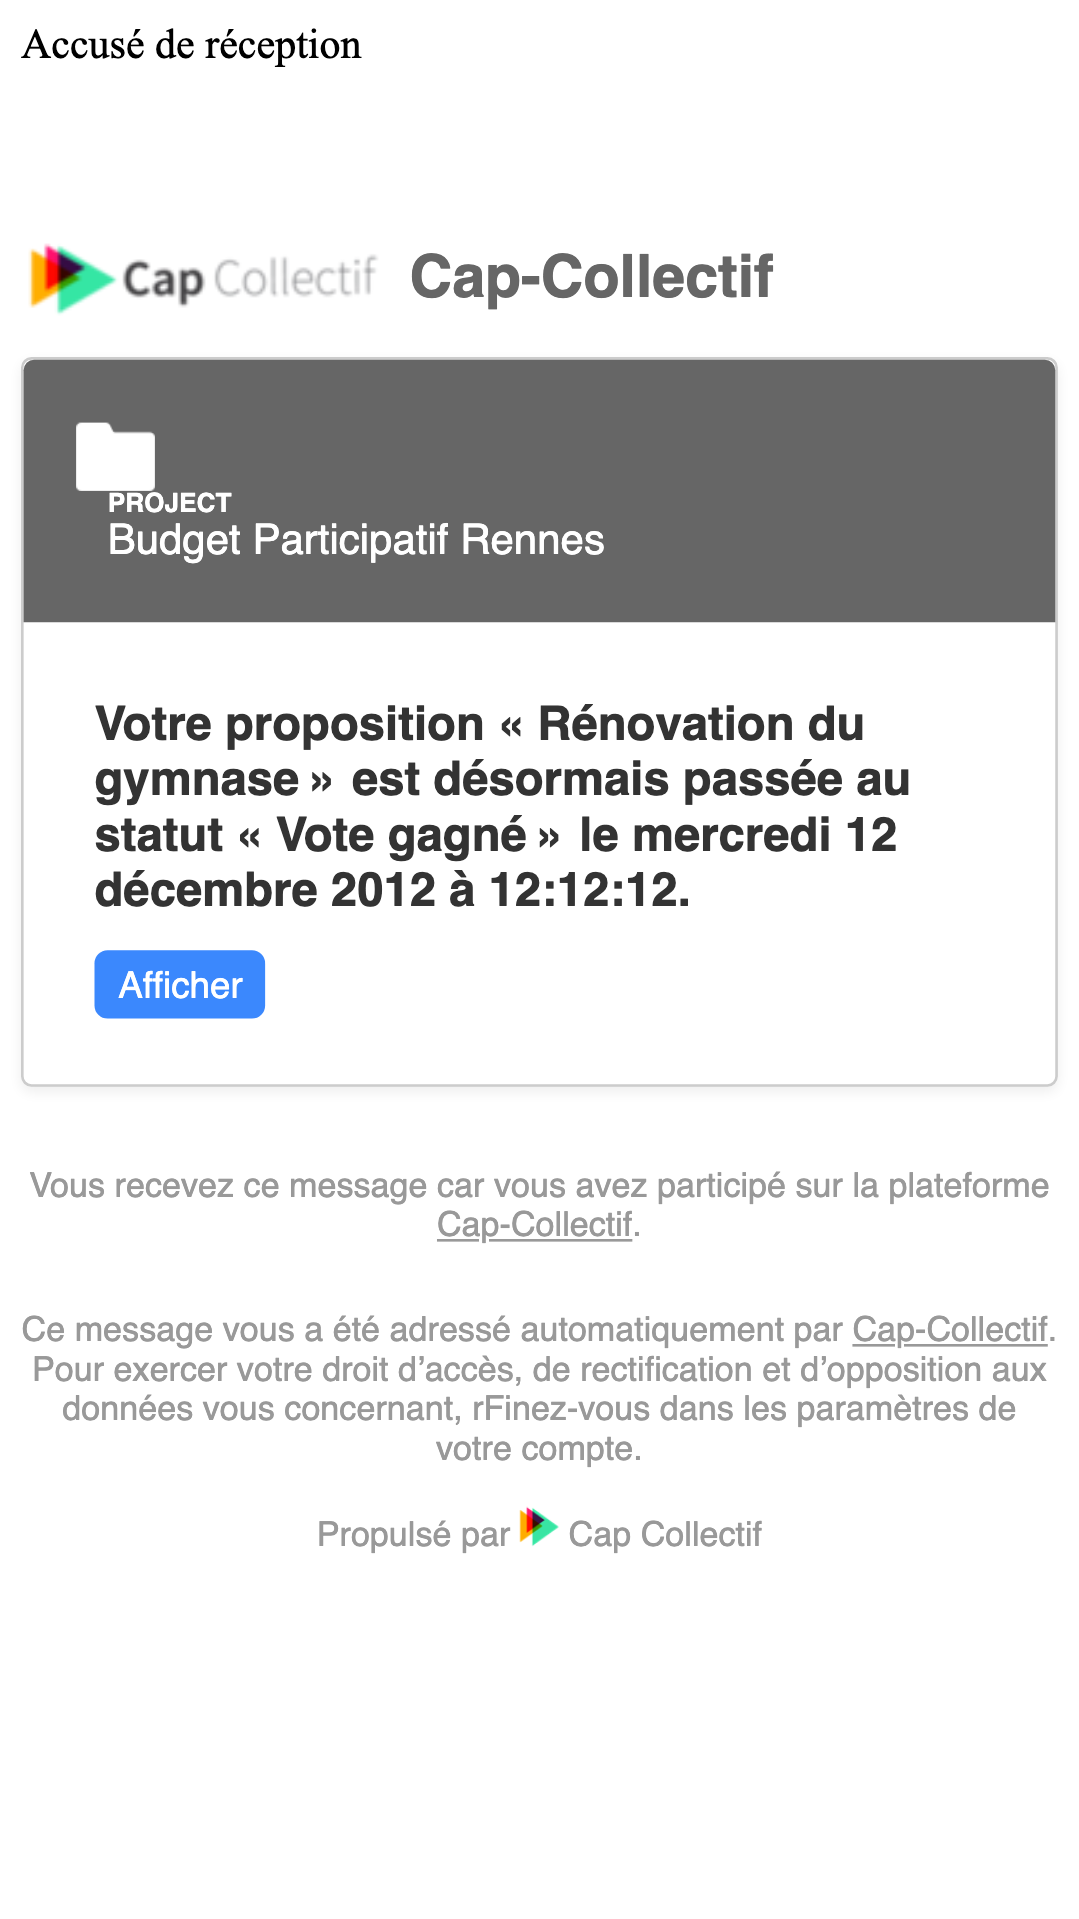 Accusé de réception
Cap Collectif Cap-Collectif
PROJECT
Budget Participatif Rennes
Votre proposition « Rénovation du
gymnase » est désormais passée au
statut « Vote gagné » le mercredi 12
décembre 2012 à 12:12:12.
Afficher
Vous recevez ce message car vous avez participé sur la plateforme
Cap-Collectif.
Ce message vous a été adressé automatiquement par Cap-Collectif.
Pour exercer votre droit d’accès, de rectification et d’opposition aux
données vous concernant, rFinez-vous dans les paramètres de
votre compte.
Propulsé par Cap Collectif